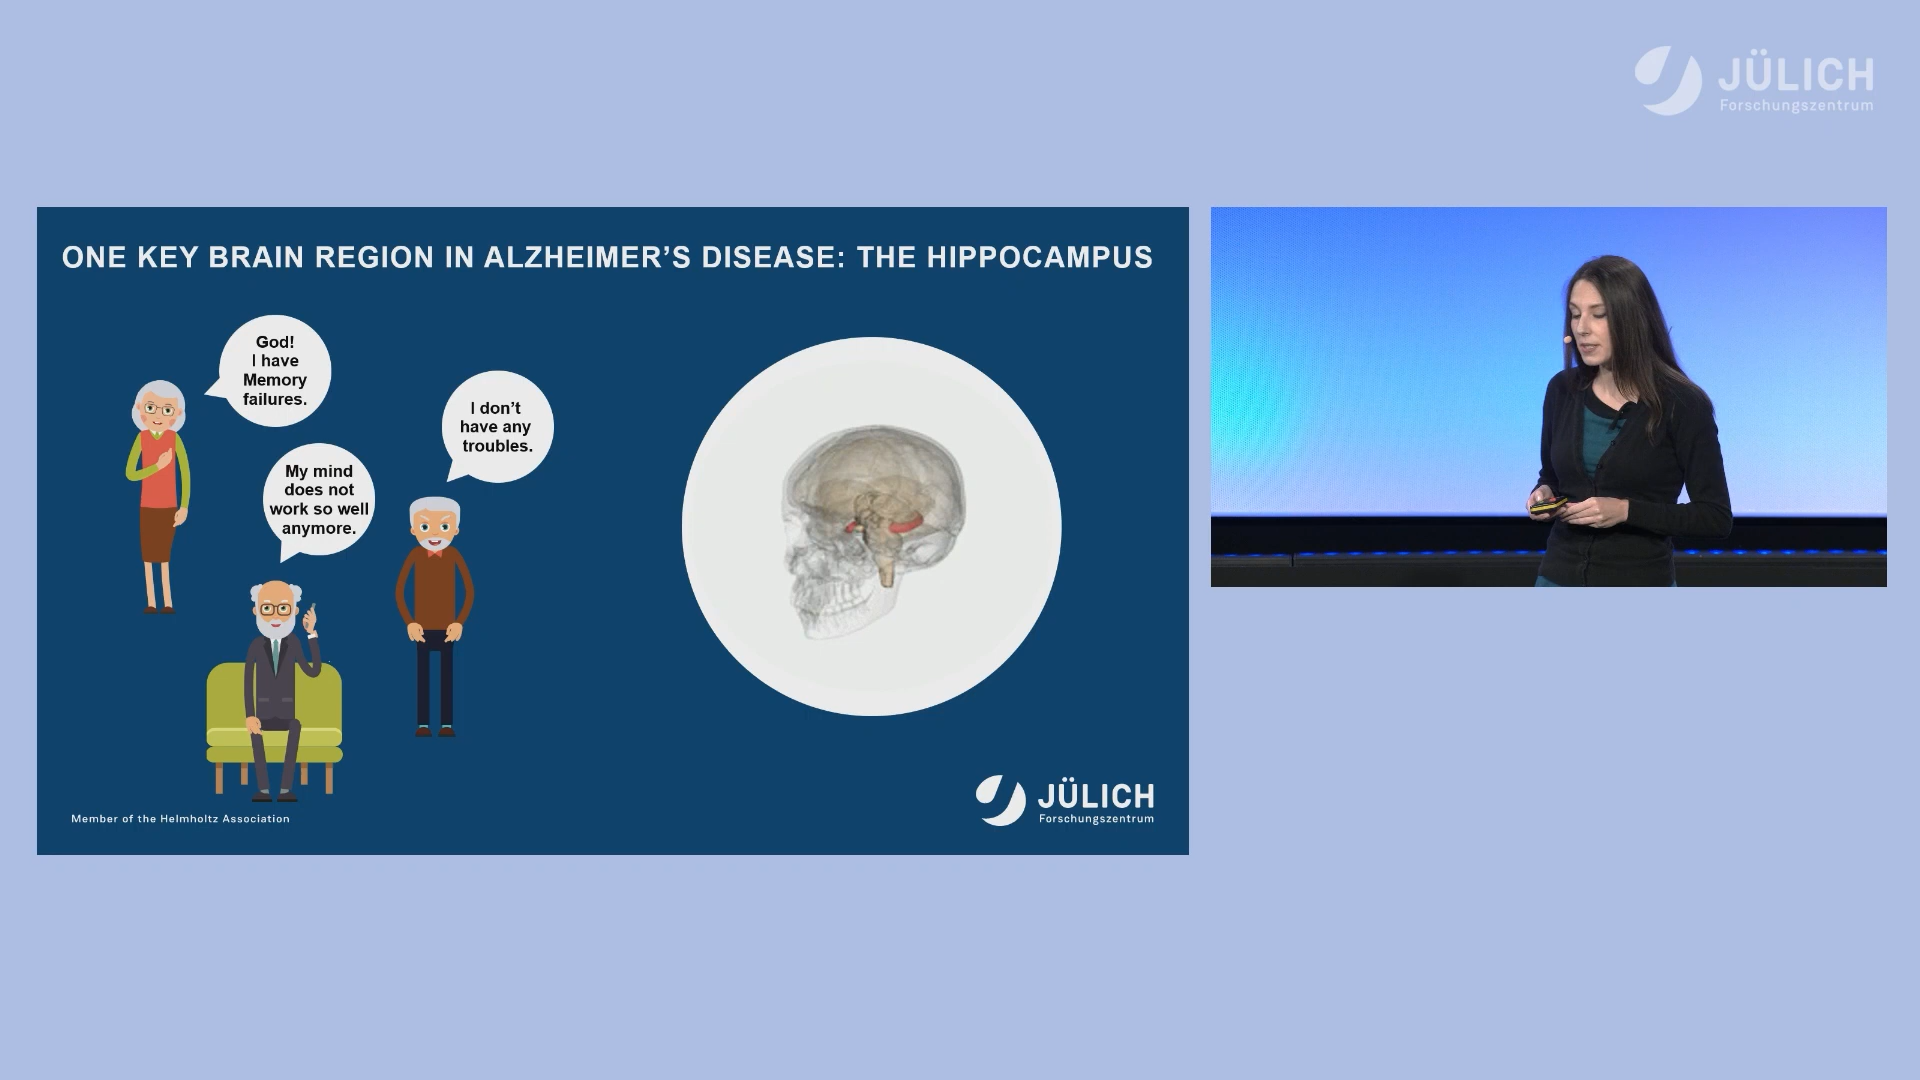 JÜLICH
Forschungszentrum
ONE KEY BRAIN REGION IN ALZHEIMER’S DISEASE: THE HIPPOCAMPUS
God!
I have
Memory
failures.
I don’t
have any
troubles.
My mind
does not
work so well
anymore.
Member of the Helmholtz Association
JÜLICH
Forschungszentrum